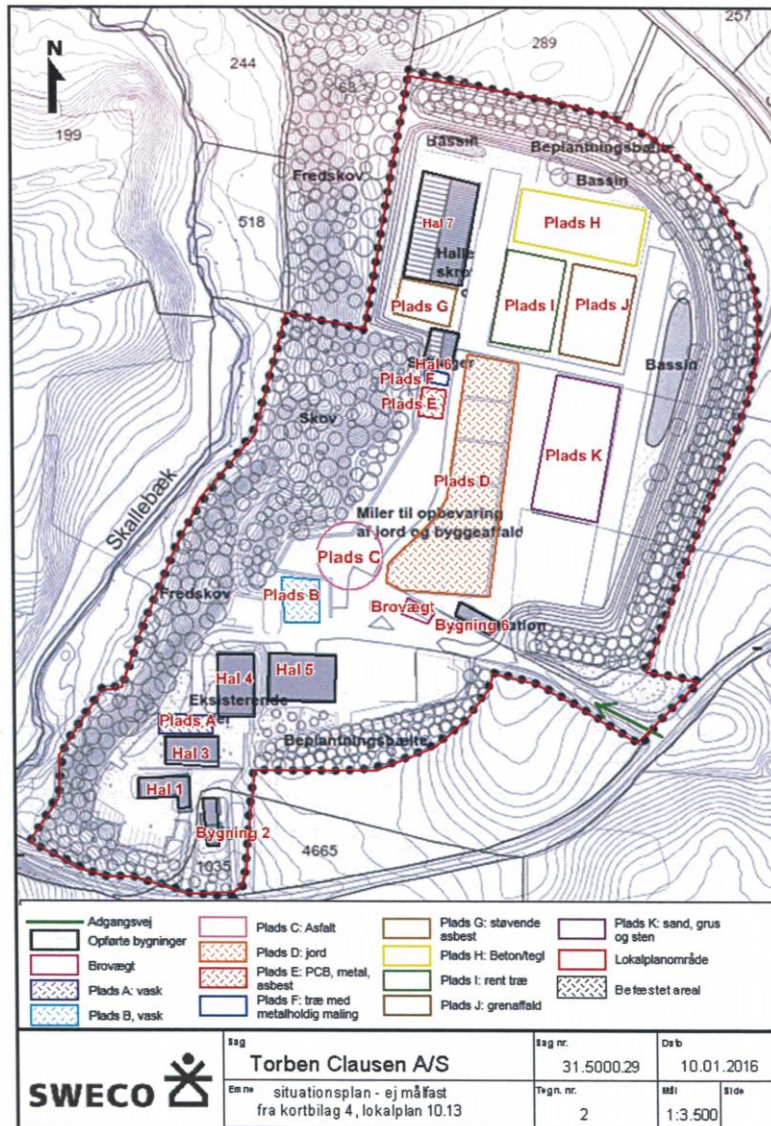 N
257
289
244
68
199
Fredskov
518
Bassin
Beplantningsbælte
Bassin
Plads H
Hal 7
Halle
skro
Plads G
Plads I
Plads J
Bassin
Hal 6
Plads F
Plads E
Skov
Plads K
Plads D
Skallebæk
Miler til opbevaring
af jord og byggeaffald
Plads C
Fredskov
Plads B
Brovægt
Bygning 6
Hal 4
Hal 5
Eksisterende
Plads A
Hal 3
Beplantningsbælte
Hal 1
Bygning 2
1035
4665
Adgangsvej
Opførte bygninger
Brovægt
Plads A: vask
Plads B, vask
Plads C: Asfalt
Plads D: jord
Plads E: PCB, metal,
asbest
Plads F: træ med
metalholdig maling
Plads G: støvende
asbest
Plads H: Beton/tegl
Plads I: rent træ
Plads J: grenaffald
Plads K: sand, grus
og sten
Lokalplanområde
Befæstet areal
SWECO
Sag
Torben Clausen A/S
Sag nr.
31.5000.29
Dato
10.01.2016
Emne
situationsplan - ej målfast
fra kortbilag 4, lokalplan 10.13
Tegn. nr.
2
Mål
1:3.500
Side